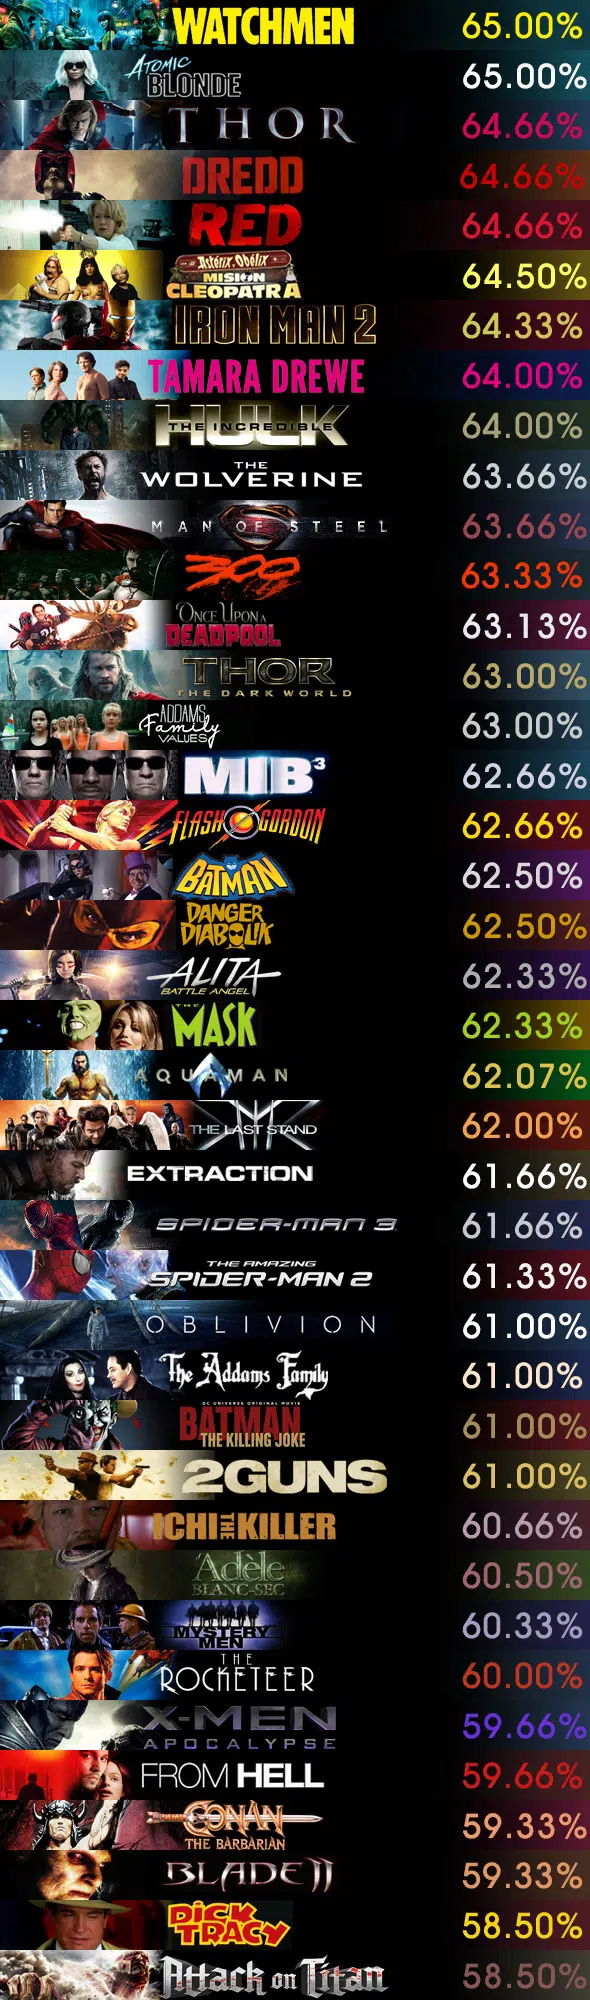 WATCHMEN 65.00%
ATOMIC BLONDE 65.00%
THOR 64.66%
DREDD 64.66%
RED 64.66%
Astérix y Obélix MISIÓN CLEOPATRA 64.50%
IRON MAN 2 64.33%
TAMARA DREWE 64.00%
THE INCREDIBLE HULK 64.00%
THE WOLVERINE 63.66%
MAN OF STEEL 63.66%
300 63.33%
ONCE UPON A DEADPOOL 63.13%
THOR THE DARK WORLD 63.00%
ADDAMS Family VALUES 63.00%
MIB³ 62.66%
FLASH GORDON 62.66%
BATMAN 62.50%
DANGER DIABOLIK 62.50%
ALITA BATTLE ANGEL 62.33%
THE MASK 62.33%
AQUAMAN 62.07%
THE LAST STAND 62.00%
EXTRACTION 61.66%
SPIDER-MAN 3 61.66%
THE AMAZING SPIDER-MAN 2 61.33%
OBLIVION 61.00%
The Addams Family 61.00%
DC UNIVERSE ORIGINAL MOVIE BATMAN THE KILLING JOKE 61.00%
2GUNS 61.00%
ICHI THE KILLER 60.66%
Adèle BLANC-SEC 60.50%
MYSTERY MEN 60.33%
THE ROCKETEER 60.00%
X-MEN APOCALYPSE 59.66%
FROM HELL 59.66%
CONAN THE BARBARIAN 59.33%
BLADE II 59.33%
DICK TRACY 58.50%
Attack on Titan 58.50%